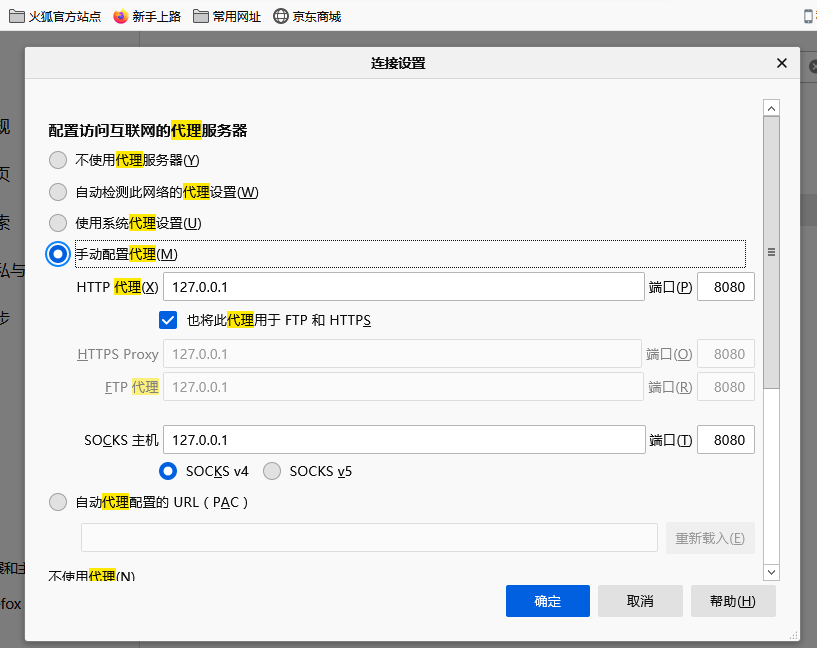 火狐官方站点 新手上路 常用网址 京东商城
连接设置
配置访问互联网的代理服务器
不使用代理服务器(Y)
自动检测此网络的代理设置(W)
使用系统代理设置(U)
手动配置代理(M)
HTTP 代理(X) 127.0.0.1 端口(P) 8080
也将此代理用于 FTP 和 HTTPS
HTTPS Proxy 127.0.0.1 端口(O) 8080
FTP 代理 127.0.0.1 端口(R) 8080
SOCKS 主机 127.0.0.1 端口(T) 8080
SOCKS v4 SOCKS v5
自动代理配置的 URL（PAC）
重新载入(E)
不使用代理(N)
确定 取消 帮助(H)
页
索
私与
步
efox